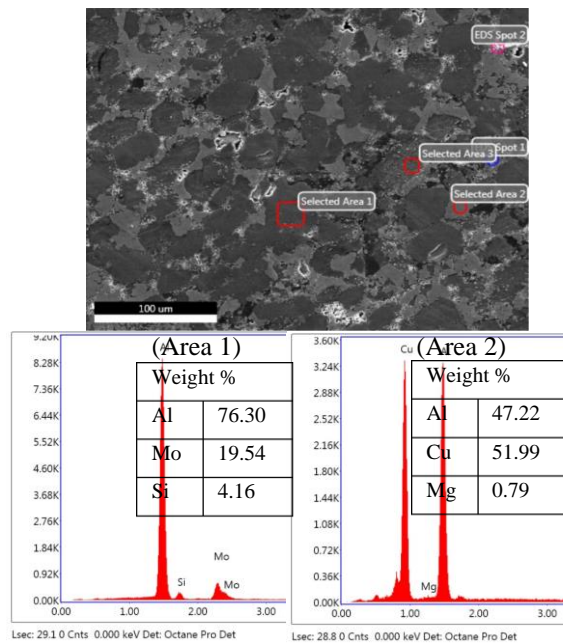 EDS Spot 2
Selected Area 3
Spot 1
Selected Area 1
Selected Area 2
100 um
(Area 1)
Weight %
Al 76.30
Mo 19.54
Si 4.16
9.20K
8.28K
7.36K
6.44K
5.52K
4.60K
3.68K
2.76K
1.84K
0.92K
0.00K
A
Si
Mo
Mo
0.00 1.00 2.00 3.00
Lsec: 29.1 0 Cnts 0.000 keV Det: Octane Pro Det
(Area 2)
Weight %
Al 47.22
Cu 51.99
Mg 0.79
3.60K
3.24K
2.88K
2.52K
2.16K
1.80K
1.44K
1.08K
0.72K
0.36K
0.00K
Cu
A
Mg
0.00 1.00 2.00 3.00
Lsec: 28.8 0 Cnts 0.000 keV Det: Octane Pro Det